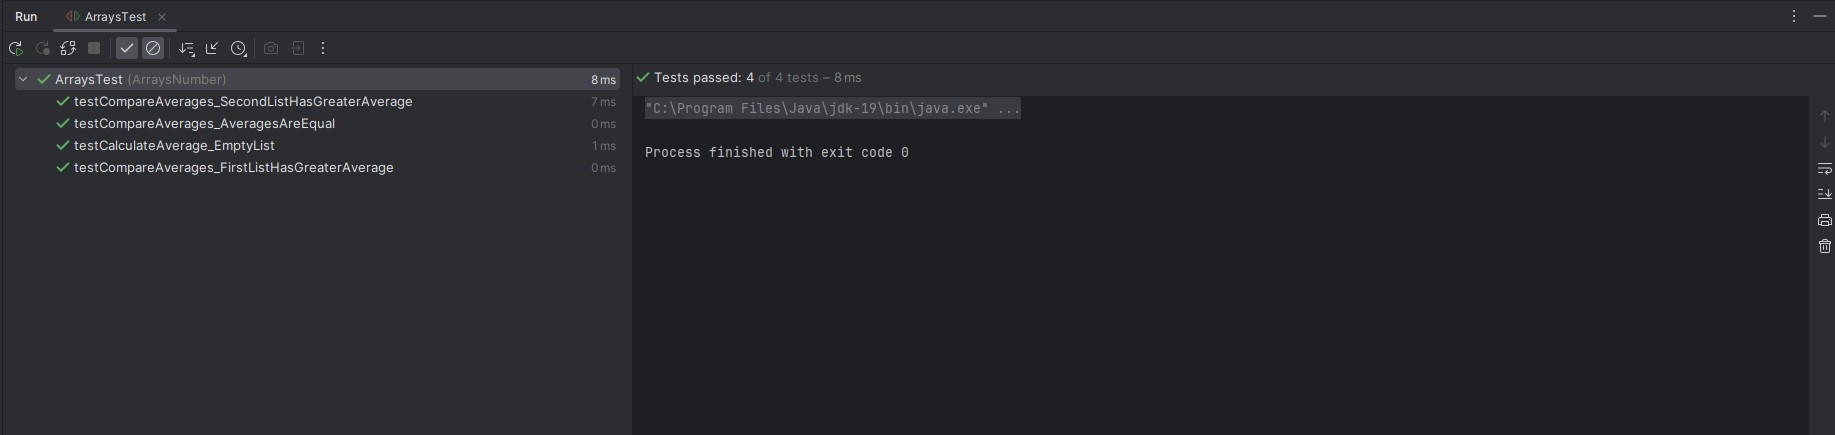 Run ArraysTest
ArraysTest (ArraysNumber) 8 ms
testCompareAverages_SecondListHasGreaterAverage 7 ms
testCompareAverages_AveragesAreEqual 0 ms
testCalculateAverage_EmptyList 1 ms
testCompareAverages_FirstListHasGreaterAverage 0 ms
Tests passed: 4 of 4 tests – 8 ms
"C:\Program Files\Java\jdk-19\bin\java.exe" ...
Process finished with exit code 0